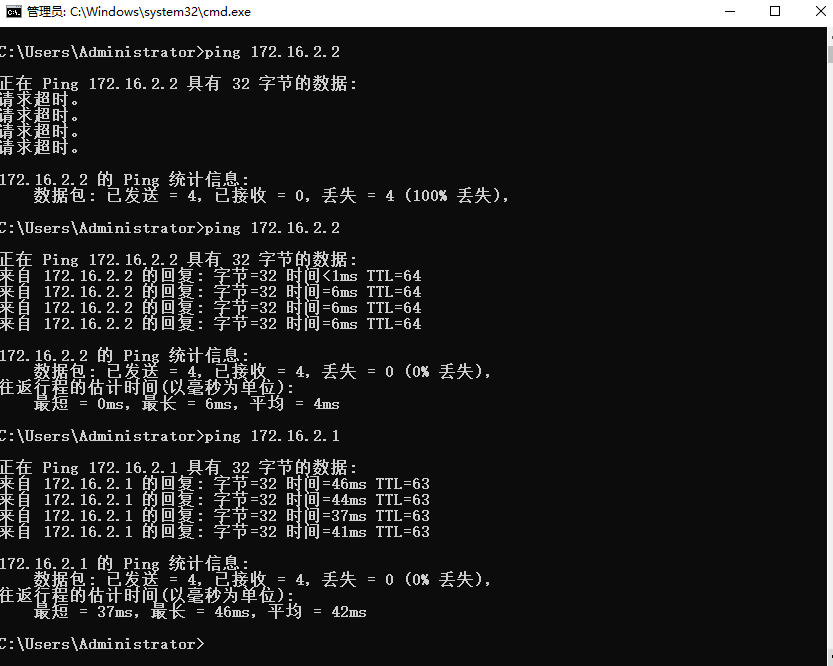 管理员: C:\Windows\system32\cmd.exe
C:\Users\Administrator>ping 172.16.2.2
正在 Ping 172.16.2.2 具有 32 字节的数据:
请求超时。
请求超时。
请求超时。
请求超时。
172.16.2.2 的 Ping 统计信息:
数据包: 已发送 = 4，已接收 = 0，丢失 = 4 (100% 丢失)，
C:\Users\Administrator>ping 172.16.2.2
正在 Ping 172.16.2.2 具有 32 字节的数据:
来自 172.16.2.2 的回复: 字节=32 时间<1ms TTL=64
来自 172.16.2.2 的回复: 字节=32 时间=6ms TTL=64
来自 172.16.2.2 的回复: 字节=32 时间=6ms TTL=64
来自 172.16.2.2 的回复: 字节=32 时间=6ms TTL=64
172.16.2.2 的 Ping 统计信息:
数据包: 已发送 = 4，已接收 = 4，丢失 = 0 (0% 丢失)，
往返行程的估计时间(以毫秒为单位):
最短 = 0ms，最长 = 6ms，平均 = 4ms
C:\Users\Administrator>ping 172.16.2.1
正在 Ping 172.16.2.1 具有 32 字节的数据:
来自 172.16.2.1 的回复: 字节=32 时间=46ms TTL=63
来自 172.16.2.1 的回复: 字节=32 时间=44ms TTL=63
来自 172.16.2.1 的回复: 字节=32 时间=37ms TTL=63
来自 172.16.2.1 的回复: 字节=32 时间=41ms TTL=63
172.16.2.1 的 Ping 统计信息:
数据包: 已发送 = 4，已接收 = 4，丢失 = 0 (0% 丢失)，
往返行程的估计时间(以毫秒为单位):
最短 = 37ms，最长 = 46ms，平均 = 42ms
C:\Users\Administrator>